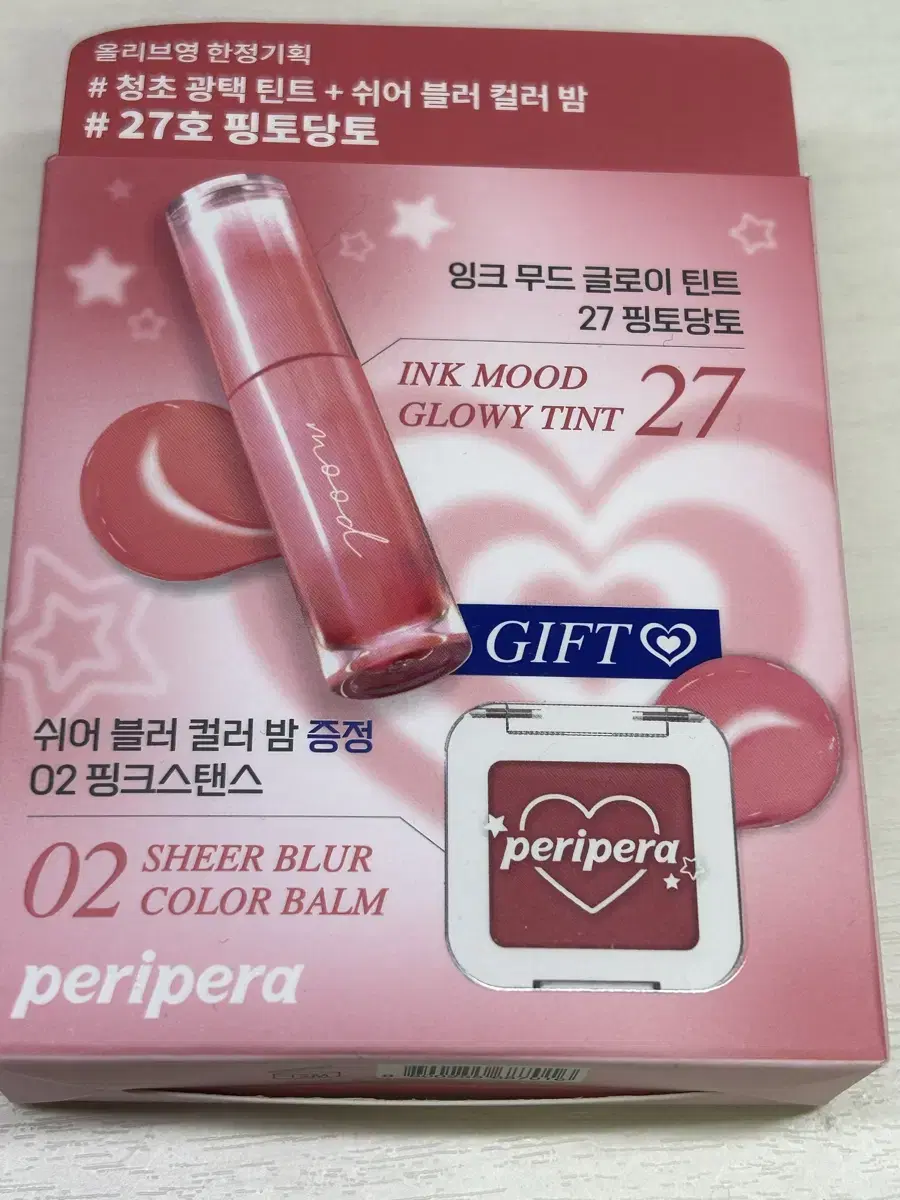 올리브영 한정기획
# 청초 광택 틴트 + 쉬어 블러 컬러 밤
# 27호 핑토당토
잉크 무드 글로이 틴트
27 핑토당토
INK MOOD
GLOWY TINT 27
mood
GIFT
쉬어 블러 컬러 밤 증정
02 핑크스탠스
02 SHEER BLUR
COLOR BALM
peripera
peripera